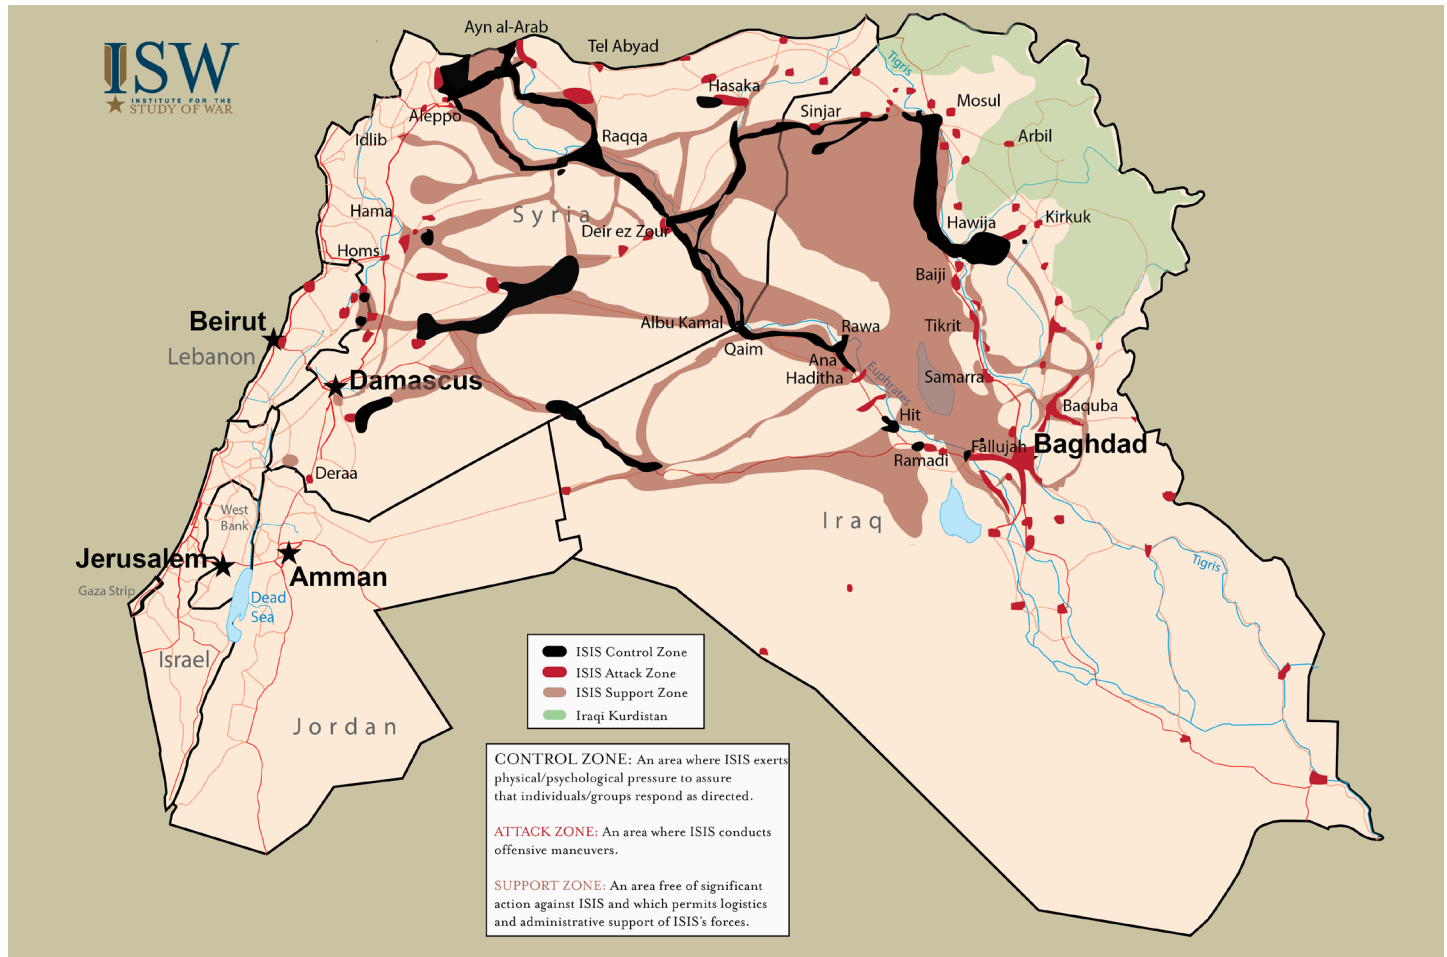 ISW
INSTITUTE FOR THE
STUDY OF WAR
Ayn al-Arab
Tel Abyad
Tigris
Hasaka
Mosul
Sinjar
Aleppo
Arbil
Idlib
Raqqa
Hama
Syria
Kirkuk
Hawija
Deir ez Zour
Homs
Baiji
Beirut
Albu Kamal
Rawa
Tikrit
Lebanon
Qaim
Ana
Haditha
Euphrates
Samarra
Damascus
Baquba
Hit
Fallujah
Baghdad
Ramadi
Deraa
West
Bank
Iraq
Jerusalem
Amman
Tigris
Gaza Strip
Dead
Sea
Israel
Jordan
ISIS Control Zone
ISIS Attack Zone
ISIS Support Zone
Iraqi Kurdistan
CONTROL ZONE: An area where ISIS exerts
physical/psychological pressure to assure
that individuals/groups respond as directed.
ATTACK ZONE: An area where ISIS conducts
offensive maneuvers.
SUPPORT ZONE: An area free of significant
action against ISIS and which permits logistics
and administrative support of ISIS's forces.